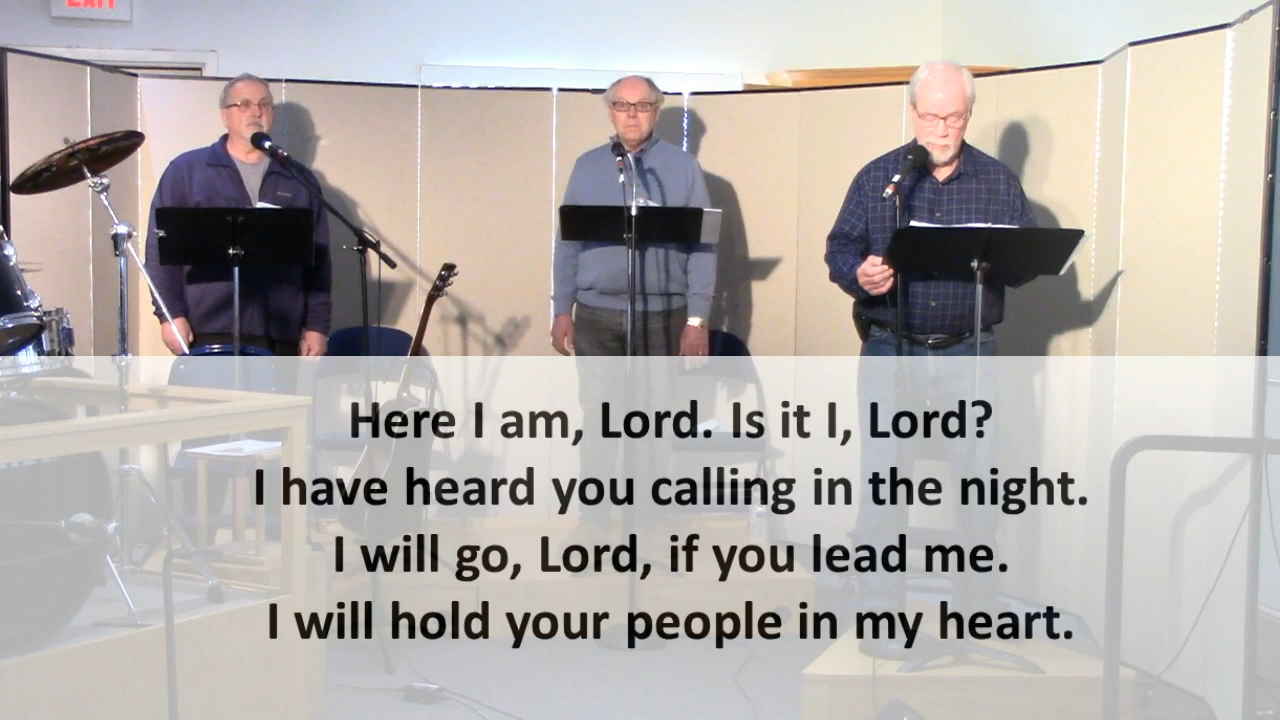 EXIT
Here I am, Lord. Is it I, Lord?
I have heard you calling in the night.
I will go, Lord, if you lead me.
I will hold your people in my heart.